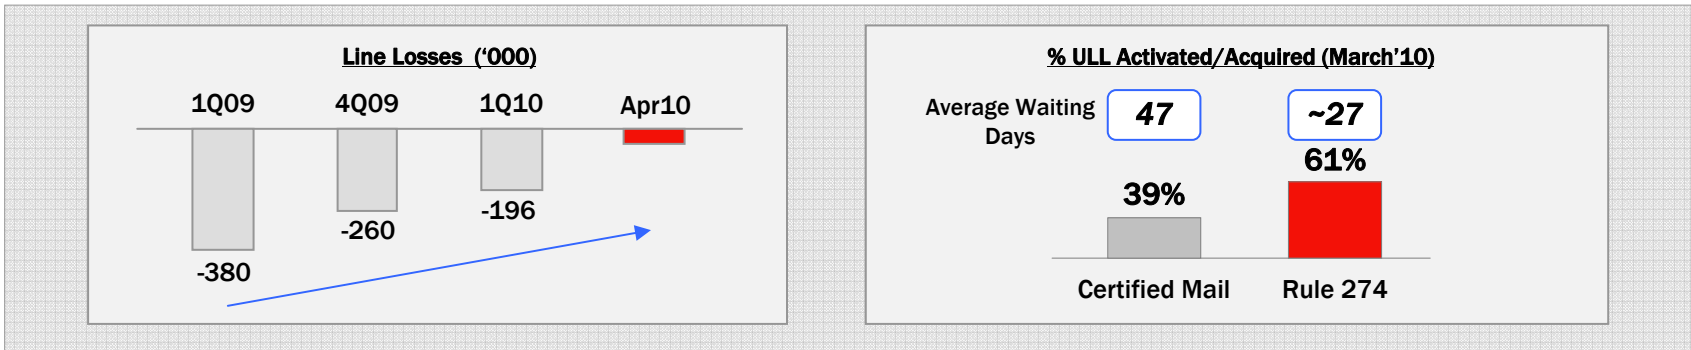 Line Losses (‘000)
1Q09 4Q09 1Q10 Apr10
-380
-260
-196
% ULL Activated/Acquired (March’10)
Average Waiting
Days
47
~27
39%
61%
Certified Mail
Rule 274